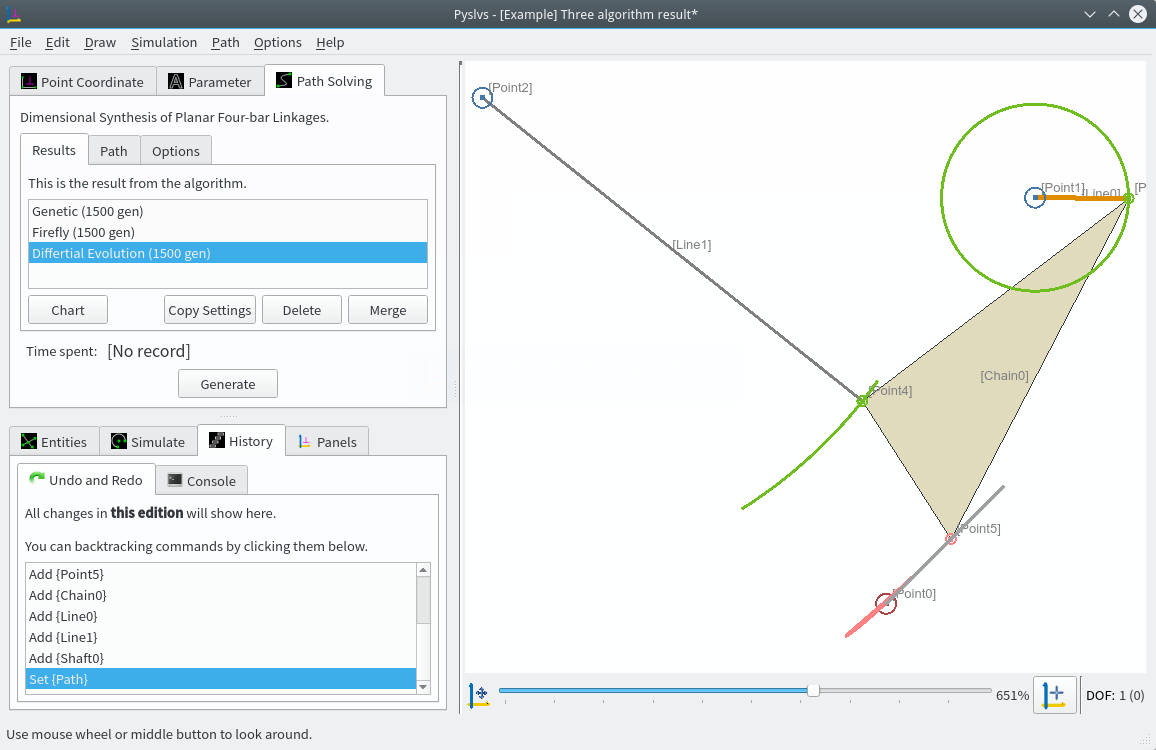 Pyslvs - [Example] Three algorithm result*
File Edit Draw Simulation Path Options Help
Point Coordinate Parameter Path Solving
Dimensional Synthesis of Planar Four-bar Linkages.
Results Path Options
This is the result from the algorithm.
Genetic (1500 gen)
Firefly (1500 gen)
Differtial Evolution (1500 gen)
Chart Copy Settings Delete Merge
Time spent: [No record]
Generate
Entities Simulate History Panels
Undo and Redo Console
All changes in this edition will show here.
You can backtracking commands by clicking them below.
Add {Point5}
Add {Chain0}
Add {Line0}
Add {Line1}
Add {Shaft0}
Set {Path}
[Point2]
[Point1] [Line0] [P
[Line1]
[Chain0]
[Point4]
[Point5]
[Point0]
651% DOF: 1 (0)
Use mouse wheel or middle button to look around.